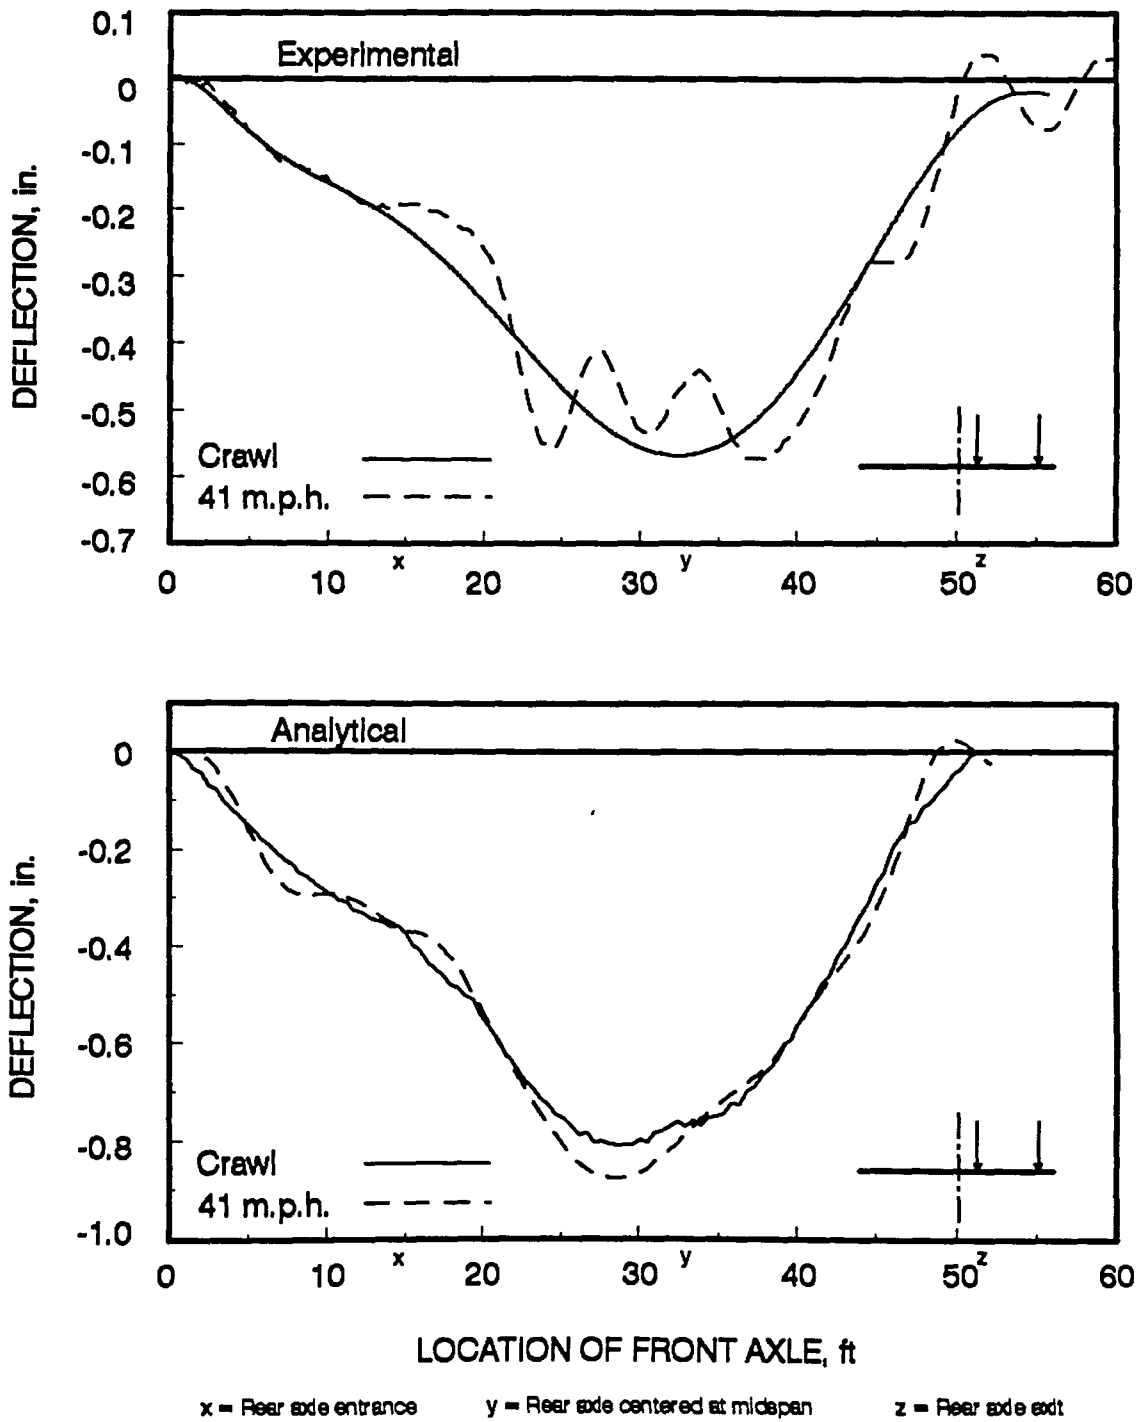 0.1
Experimental
0
-0.1
-0.2
-0.3
-0.4
-0.5
-0.6
-0.7
DEFLECTION, in.
Crawl
41 m.p.h.
x y z
0 10 20 30 40 50 60
Analytical
0
-0.2
-0.4
-0.6
-0.8
-1.0
DEFLECTION, in.
Crawl
41 m.p.h.
x y z
0 10 20 30 40 50 60
LOCATION OF FRONT AXLE, ft
x = Rear axle entrance y = Rear axle centered at midspan z = Rear axle exit